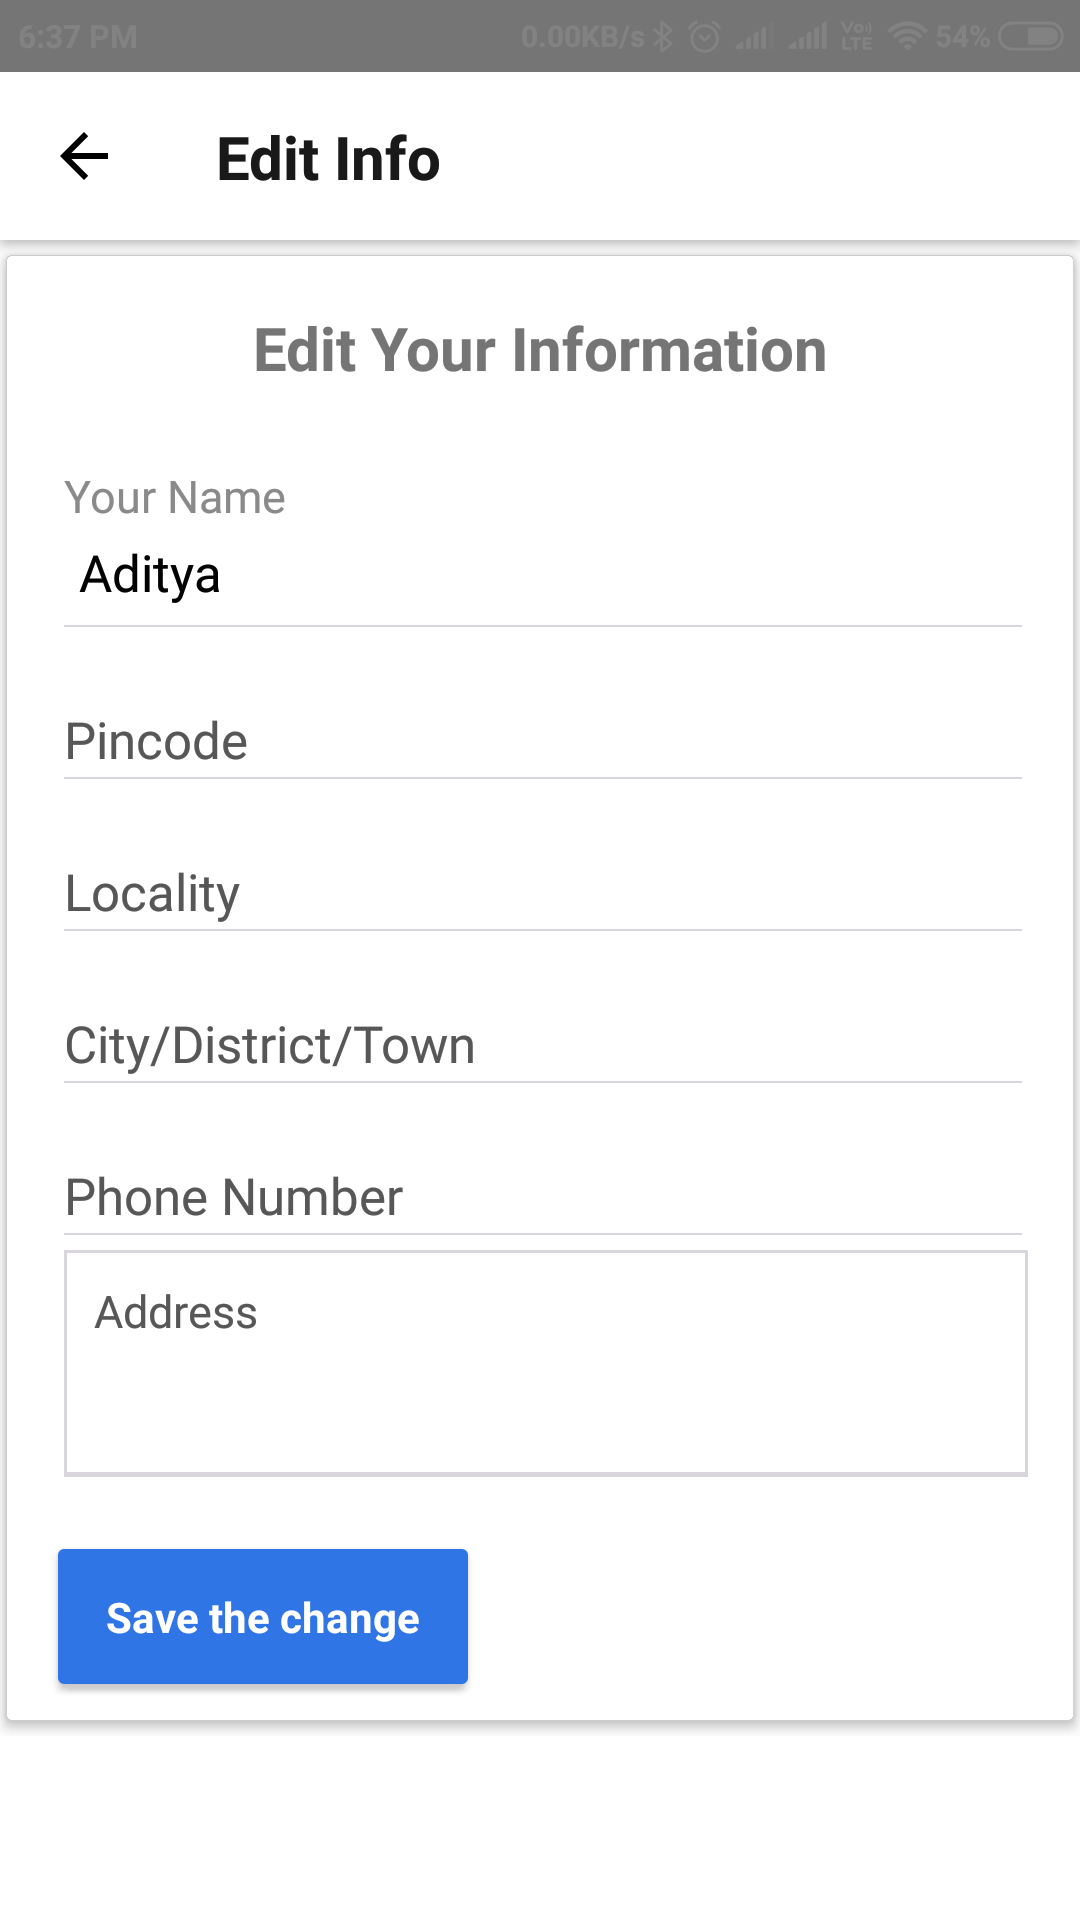 6:37 PM 0.00KB/s Vo) LTE 54%
Edit Info
Edit Your Information
Your Name
Aditya
Pincode
Locality
City/District/Town
Phone Number
Address
Save the change